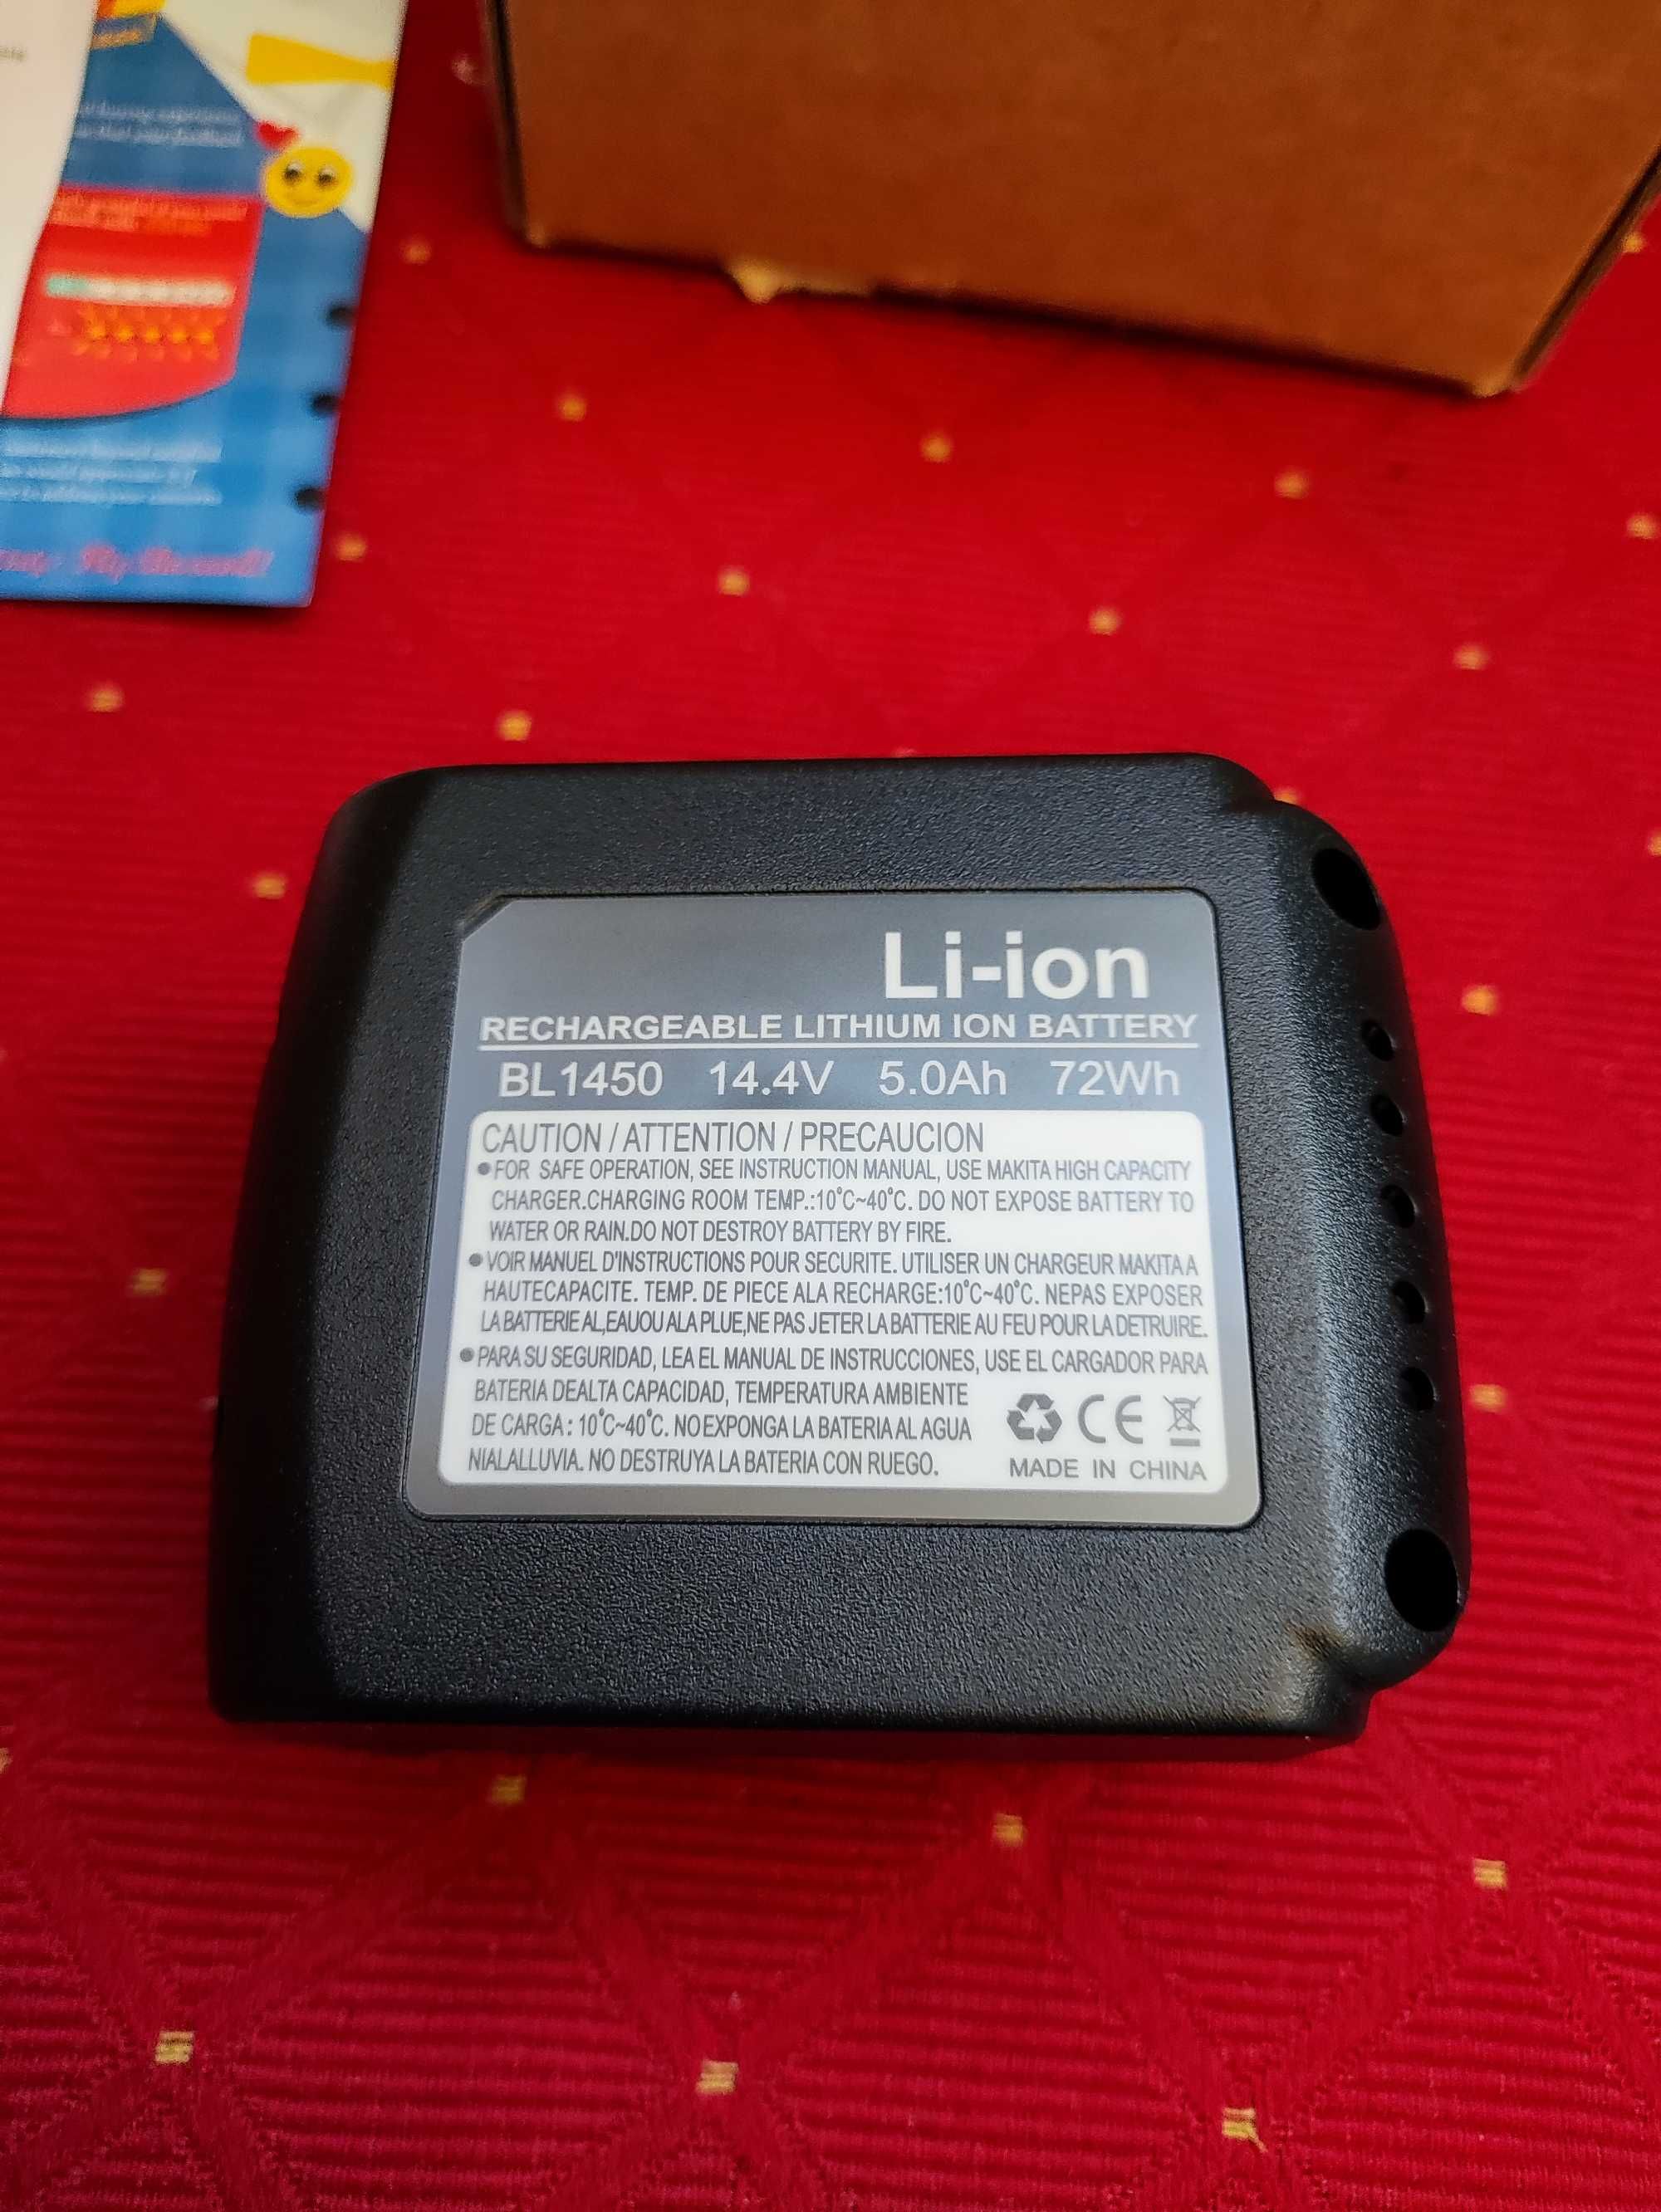 Li-ion
RECHARGEABLE LITHIUM ION BATTERY
BL1450 14.4V 5.0Ah 72Wh
CAUTION / ATTENTION / PRECAUCION
●FOR SAFE OPERATION, SEE INSTRUCTION MANUAL, USE MAKITA HIGH CAPACITY
CHARGER.CHARGING ROOM TEMP.:10°C~40°C. DO NOT EXPOSE BATTERY TO
WATER OR RAIN.DO NOT DESTROY BATTERY BY FIRE.
●VOIR MANUEL D'INSTRUCTIONS POUR SECURITE. UTILISER UN CHARGEUR MAKITA A
HAUTECAPACITE. TEMP. DE PIECE ALA RECHARGE:10°C~40°C. NEPAS EXPOSER
LA BATTERIE AL,EAUOU ALA PLUE,NE PAS JETER LA BATTERIE AU FEU POUR LA DETRUIRE.
●PARA SU SEGURIDAD, LEA EL MANUAL DE INSTRUCCIONES, USE EL CARGADOR PARA
BATERIA DEALTA CAPACIDAD, TEMPERATURA AMBIENTE
DE CARGA : 10°C~40°C. NO EXPONGA LA BATERIA AL AGUA
NIALALLUVIA. NO DESTRUYA LA BATERIA CON RUEGO.
CE
MADE IN CHINA